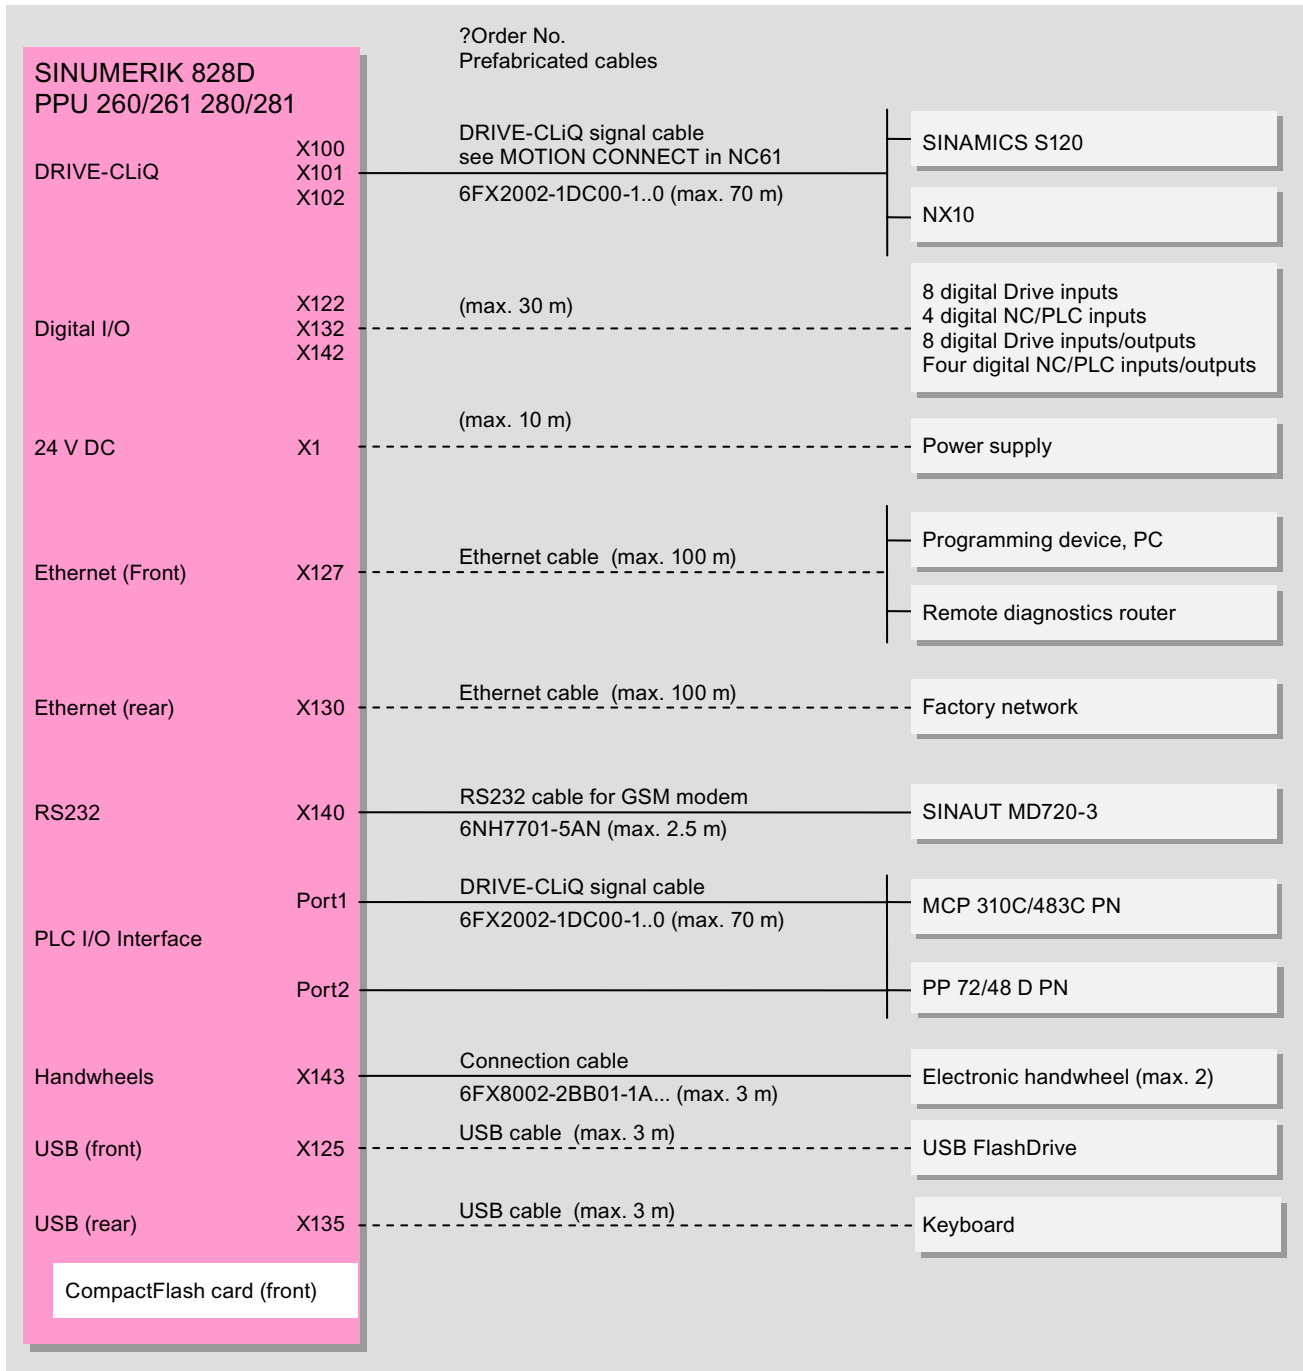 ?Order No.
Prefabricated cables
SINUMERIK 828D
PPU 260/261 280/281
DRIVE-CLiQ
X100
X101
X102
DRIVE-CLiQ signal cable
see MOTION CONNECT in NC61
6FX2002-1DC00-1..0 (max. 70 m)
SINAMICS S120
NX10
Digital I/O
X122
X132
X142
(max. 30 m)
8 digital Drive inputs
4 digital NC/PLC inputs
8 digital Drive inputs/outputs
Four digital NC/PLC inputs/outputs
24 V DC
X1
(max. 10 m)
Power supply
Ethernet (Front)
X127
Ethernet cable (max. 100 m)
Programming device, PC
Remote diagnostics router
Ethernet (rear)
X130
Ethernet cable (max. 100 m)
Factory network
RS232
X140
RS232 cable for GSM modem
6NH7701-5AN (max. 2.5 m)
SINAUT MD720-3
PLC I/O Interface
Port1
DRIVE-CLiQ signal cable
6FX2002-1DC00-1..0 (max. 70 m)
MCP 310C/483C PN
Port2
PP 72/48 D PN
Handwheels
X143
Connection cable
6FX8002-2BB01-1A... (max. 3 m)
Electronic handwheel (max. 2)
USB (front)
X125
USB cable (max. 3 m)
USB FlashDrive
USB (rear)
X135
USB cable (max. 3 m)
Keyboard
CompactFlash card (front)